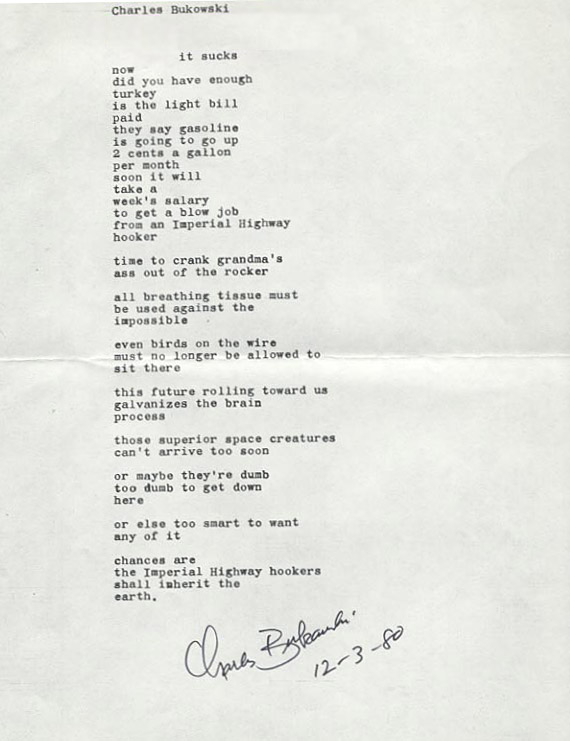 Charles Bukowski
it sucks
now
did you have enough
turkey
is the light bill
paid
they say gasoline
is going to go up
2 cents a gallon
per month
soon it will
take a
week's salary
to get a blow job
from an Imperial Highway
hooker
time to crank grandma's
ass out of the rocker
all breathing tissue must
be used against the
impossible
even birds on the wire
must no longer be allowed to
sit there
this future rolling toward us
galvanizes the brain
process
those superior space creatures
can't arrive too soon
or maybe they're dumb
too dumb to get down
here
or else too smart to want
any of it
chances are
the Imperial Highway hookers
shall inherit the
earth.
Charles Bukowski
12-3-80